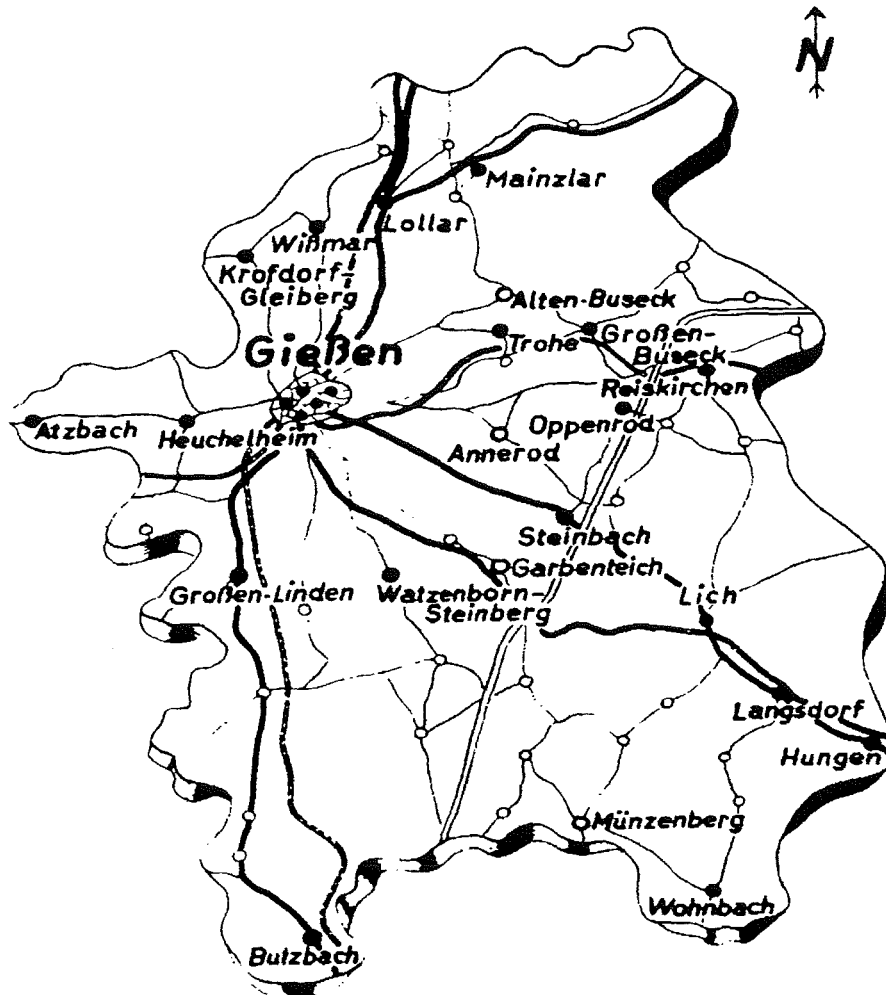 N
Mainzlar
Lollar
Wißmar
Krofdorf-
Gleiberg
Alten-Buseck
Gießen
Trohe
Großen-
Buseck
Reiskirchen
Atzbach
Heuchelheim
Oppenrod
Annerod
Steinbach
Garbenteich
Großen-Linden
Watzenborn-
Steinberg
Lich
Langsdorf
Hungen
Münzenberg
Wohnbach
Butzbach